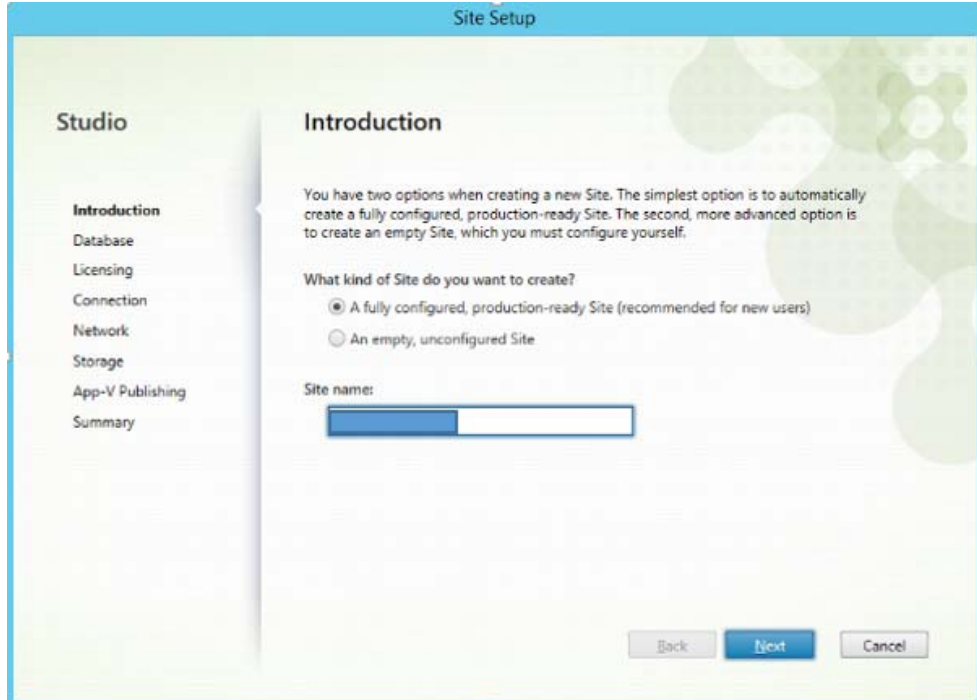 Site Setup
Studio
Introduction
Database
Licensing
Connection
Network
Storage
App-V Publishing
Summary
Introduction
You have two options when creating a new Site. The simplest option is to automatically
create a fully configured, production-ready Site. The second, more advanced option is
to create an empty Site, which you must configure yourself.
What kind of Site do you want to create?
A fully configured, production-ready Site (recommended for new users)
An empty, unconfigured Site
Site name:
Back
Next
Cancel